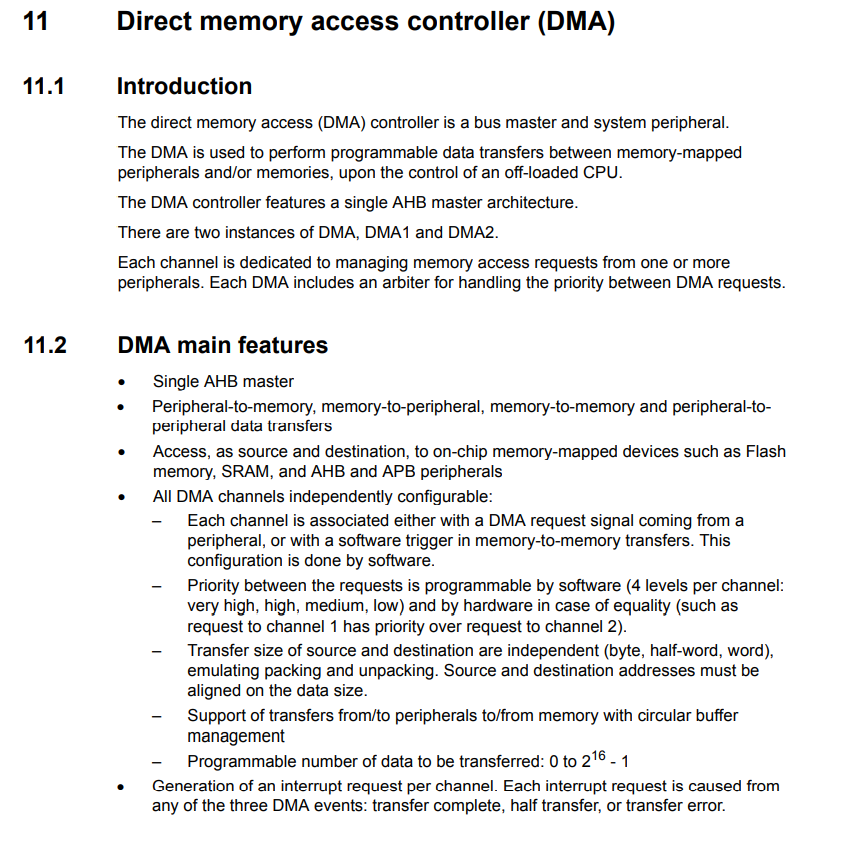 11 Direct memory access controller (DMA)
11.1 Introduction
The direct memory access (DMA) controller is a bus master and system peripheral.
The DMA is used to perform programmable data transfers between memory-mapped
peripherals and/or memories, upon the control of an off-loaded CPU.
The DMA controller features a single AHB master architecture.
There are two instances of DMA, DMA1 and DMA2.
Each channel is dedicated to managing memory access requests from one or more
peripherals. Each DMA includes an arbiter for handling the priority between DMA requests.
11.2 DMA main features
• Single AHB master
• Peripheral-to-memory, memory-to-peripheral, memory-to-memory and peripheral-to-
peripheral data transfers
• Access, as source and destination, to on-chip memory-mapped devices such as Flash
memory, SRAM, and AHB and APB peripherals
• All DMA channels independently configurable:
– Each channel is associated either with a DMA request signal coming from a
peripheral, or with a software trigger in memory-to-memory transfers. This
configuration is done by software.
– Priority between the requests is programmable by software (4 levels per channel:
very high, high, medium, low) and by hardware in case of equality (such as
request to channel 1 has priority over request to channel 2).
– Transfer size of source and destination are independent (byte, half-word, word),
emulating packing and unpacking. Source and destination addresses must be
aligned on the data size.
– Support of transfers from/to peripherals to/from memory with circular buffer
management
– Programmable number of data to be transferred: 0 to 2¹⁶ - 1
• Generation of an interrupt request per channel. Each interrupt request is caused from
any of the three DMA events: transfer complete, half transfer, or transfer error.